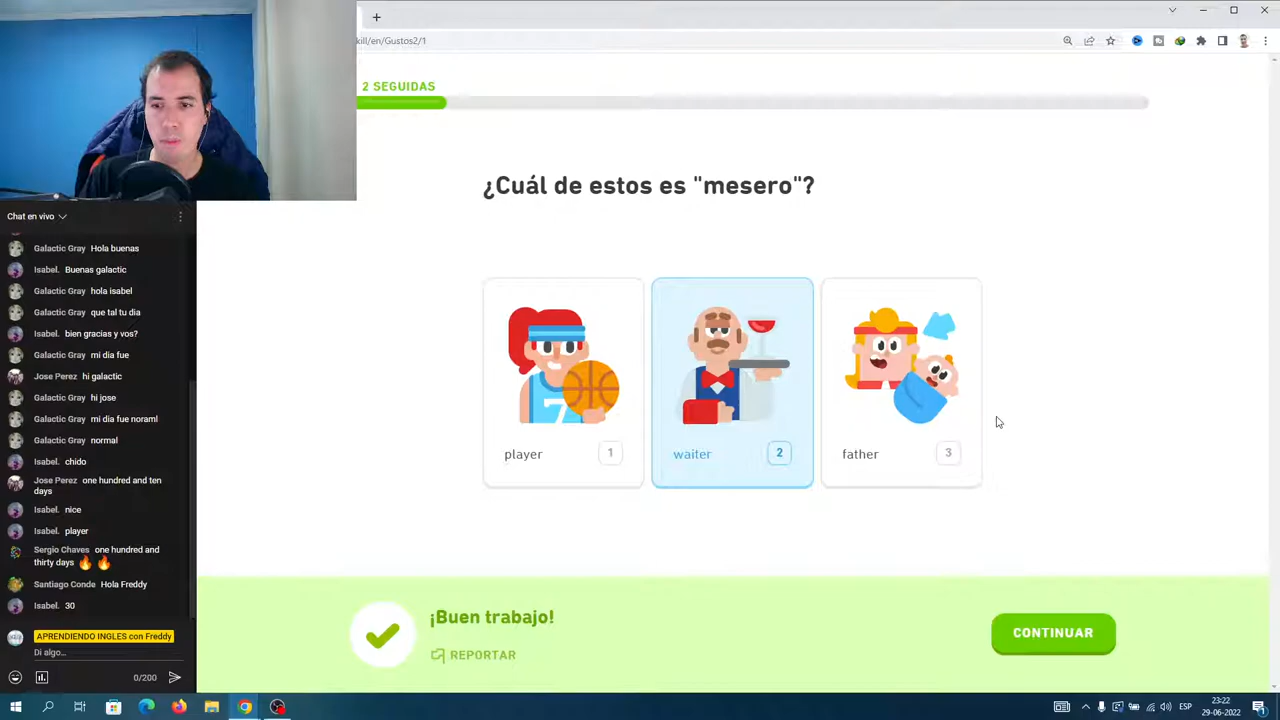 kill/en/Gustos2/1
2 SEGUIDAS
¿Cuál de estos es "mesero"?
7
player 1
waiter 2
father 3
¡Buen trabajo!
REPORTAR
CONTINUAR
Chat en vivo
Galactic Gray Hola buenas
Isabel. Buenas galactic
Galactic Gray hola isabel
Galactic Gray que tal tu dia
Isabel. bien gracias y vos?
Galactic Gray mi dia fue
Jose Perez hi galactic
Isabel. hi jose
Galactic Gray mi dia fue noraml
Galactic Gray normal
Isabel. chido
Jose Perez one hundred and ten
days
Isabel. nice
Isabel. player
Sergio Chaves one hundred and
thirty days
Santiago Conde Hola Freddy
Isabel. 30
APRENDIENDO INGLES con Freddy
Di algo...
0/200
ESP
23:22
29-06-2022
1